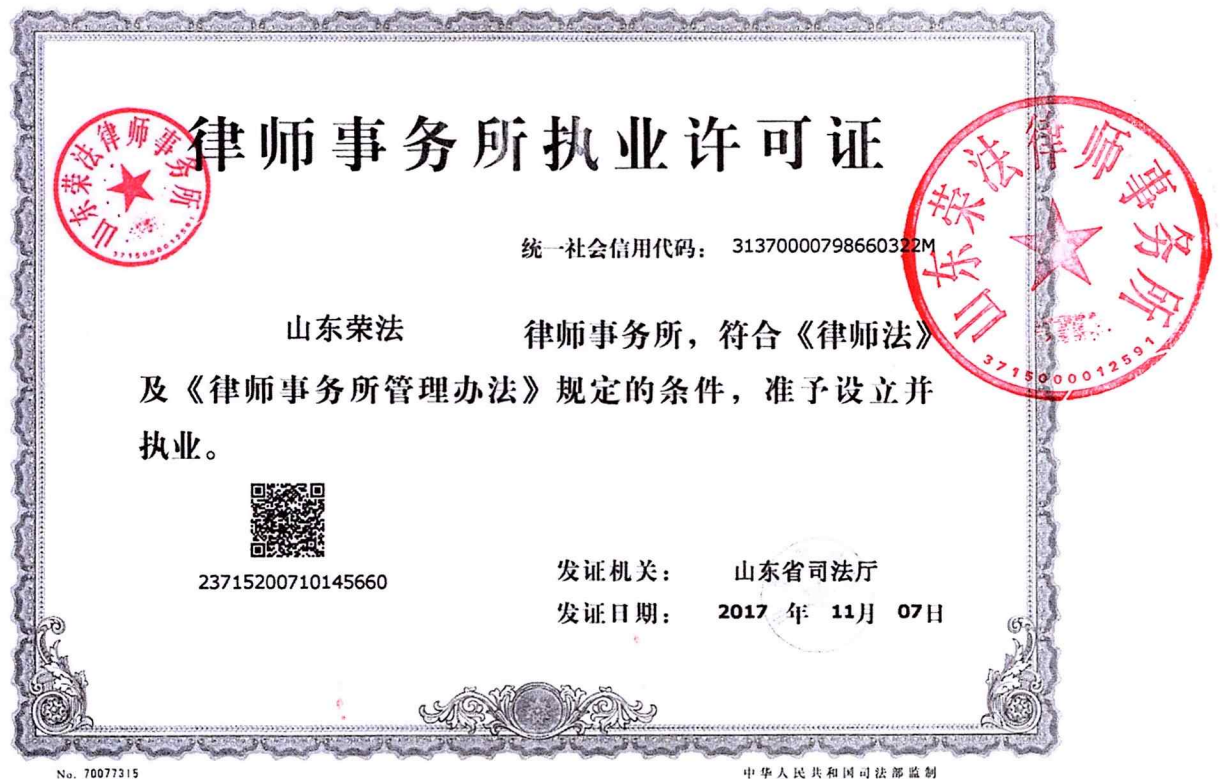 律师事务所执业许可证
山东荣法律师事务所
3715000012591
山东荣法律师事务所
3715000012591
统一社会信用代码： 31370000798660322M
山东荣法 律师事务所，符合《律师法》
及《律师事务所管理办法》规定的条件，准予设立并
执业。
23715200710145660
发证机关： 山东省司法厅
发证日期： 2017 年 11月 07日
No. 70077315
中华人民共和国司法部监制